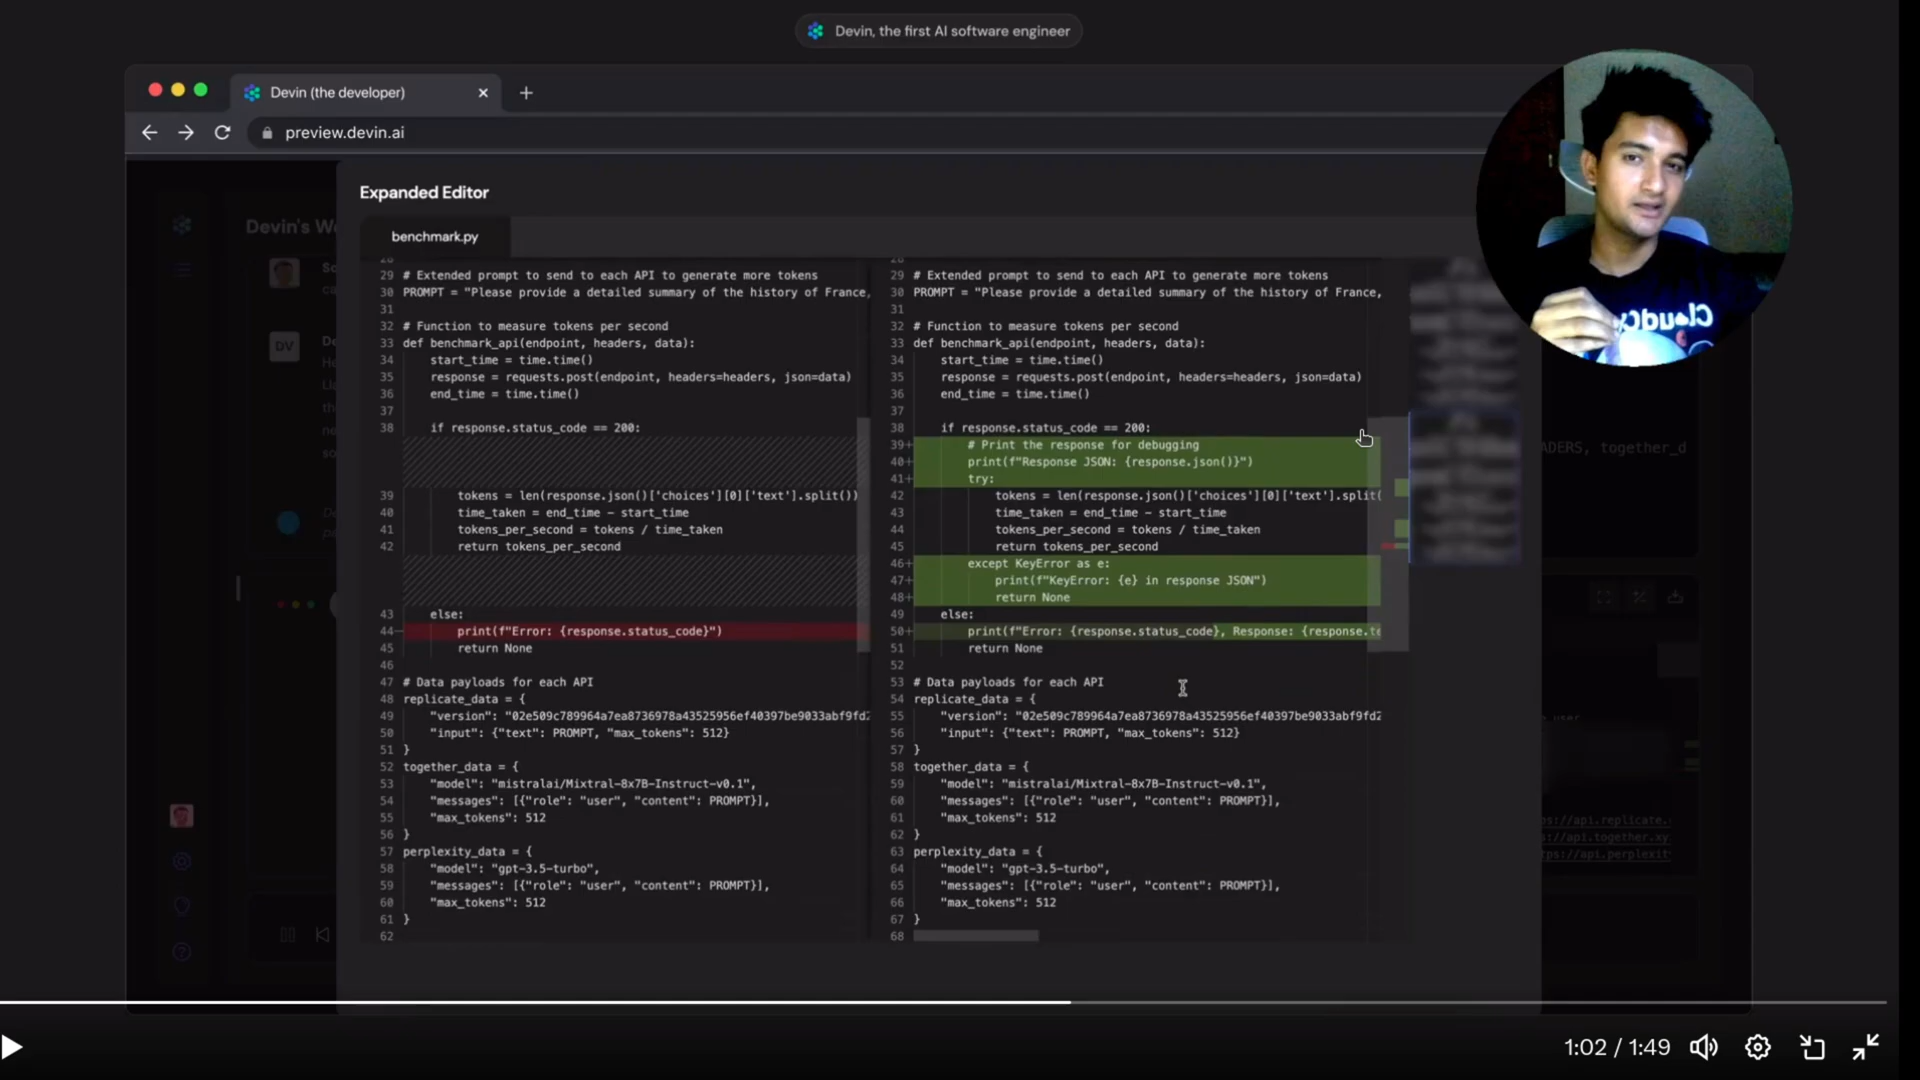 Devin, the first AI software engineer
Devin (the developer)
preview.devin.ai
Expanded Editor
Devin's Wo
benchmark.py
29 # Extended prompt to send to each API to generate more tokens
30 PROMPT = "Please provide a detailed summary of the history of France,
31
32 # Function to measure tokens per second
33 def benchmark_api(endpoint, headers, data):
34 start_time = time.time()
35 response = requests.post(endpoint, headers=headers, json=data)
36 end_time = time.time()
37
38 if response.status_code == 200:
39 tokens = len(response.json()['choices'][0]['text'].split())
40 time_taken = end_time - start_time
41 tokens_per_second = tokens / time_taken
42 return tokens_per_second
43 else:
44- print(f"Error: {response.status_code}")
45 return None
46
47 # Data payloads for each API
48 replicate_data = {
49 "version": "02e509c789964a7ea8736978a43525956ef40397be9033abf9fd2
50 "input": {"text": PROMPT, "max_tokens": 512}
51 }
52 together_data = {
53 "model": "mistralai/Mixtral-8x7B-Instruct-v0.1",
54 "messages": [{"role": "user", "content": PROMPT}],
55 "max_tokens": 512
56 }
57 perplexity_data = {
58 "model": "gpt-3.5-turbo",
59 "messages": [{"role": "user", "content": PROMPT}],
60 "max_tokens": 512
61 }
62
29 # Extended prompt to send to each API to generate more tokens
30 PROMPT = "Please provide a detailed summary of the history of France,
31
32 # Function to measure tokens per second
33 def benchmark_api(endpoint, headers, data):
34 start_time = time.time()
35 response = requests.post(endpoint, headers=headers, json=data)
36 end_time = time.time()
37
38 if response.status_code == 200:
39+ # Print the response for debugging
40+ print(f"Response JSON: {response.json()}")
41+ try:
42 tokens = len(response.json()['choices'][0]['text'].split(
43 time_taken = end_time - start_time
44 tokens_per_second = tokens / time_taken
45 return tokens_per_second
46+ except KeyError as e:
47+ print(f"KeyError: {e} in response JSON")
48+ return None
49 else:
50+ print(f"Error: {response.status_code}, Response: {response.te
51 return None
52
53 # Data payloads for each API
54 replicate_data = {
55 "version": "02e509c789964a7ea8736978a43525956ef40397be9033abf9fd2
56 "input": {"text": PROMPT, "max_tokens": 512}
57 }
58 together_data = {
59 "model": "mistralai/Mixtral-8x7B-Instruct-v0.1",
60 "messages": [{"role": "user", "content": PROMPT}],
61 "max_tokens": 512
62 }
63 perplexity_data = {
64 "model": "gpt-3.5-turbo",
65 "messages": [{"role": "user", "content": PROMPT}],
66 "max_tokens": 512
67 }
68
DV
ADERS, together_d
ps://api.replicate.
s://api.together.xy
tps://api.perplexit
1:02 / 1:49